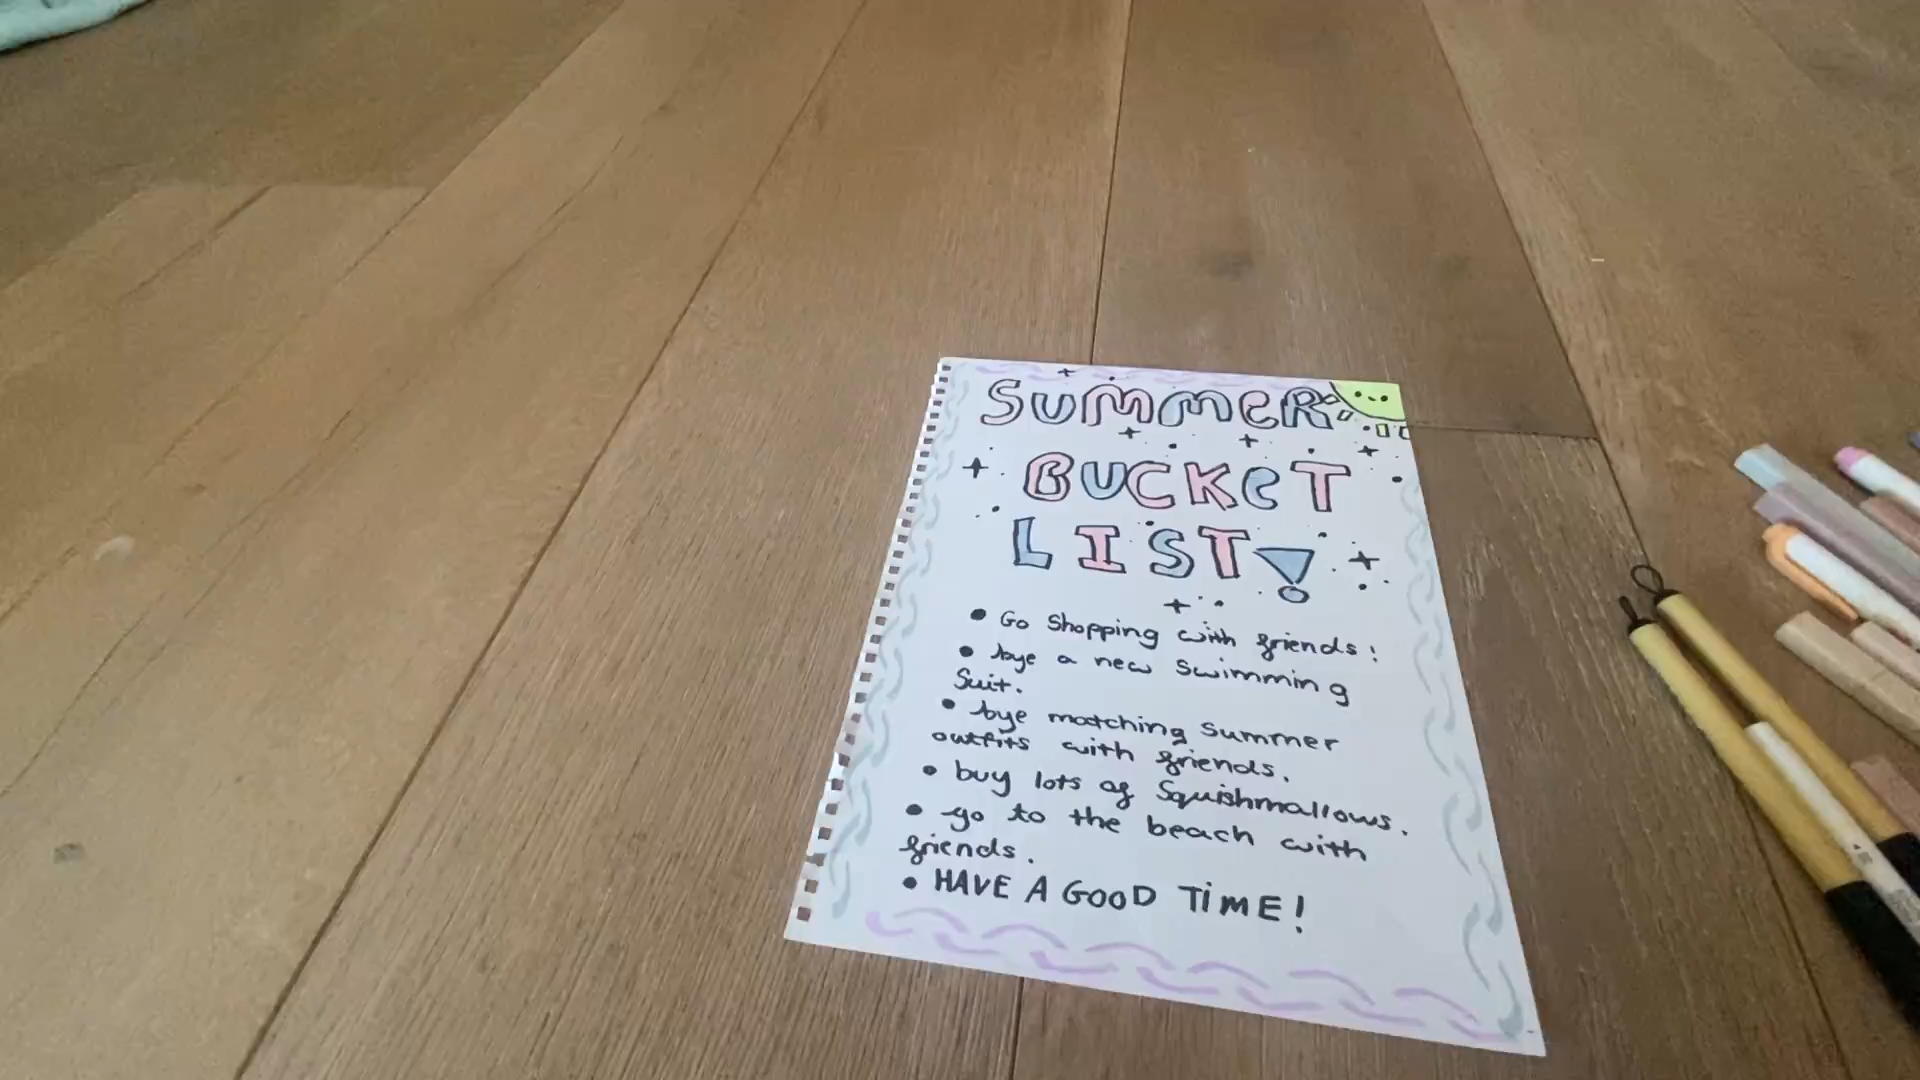 SUMMER
BUCKET
LIST!
• Go Shopping with friends!
• bye a new Swimming
Suit.
• bye matching summer
outfits with friends.
• buy lots of Squishmallows.
• go to the beach with
friends.
• HAVE A GOOD TiME!